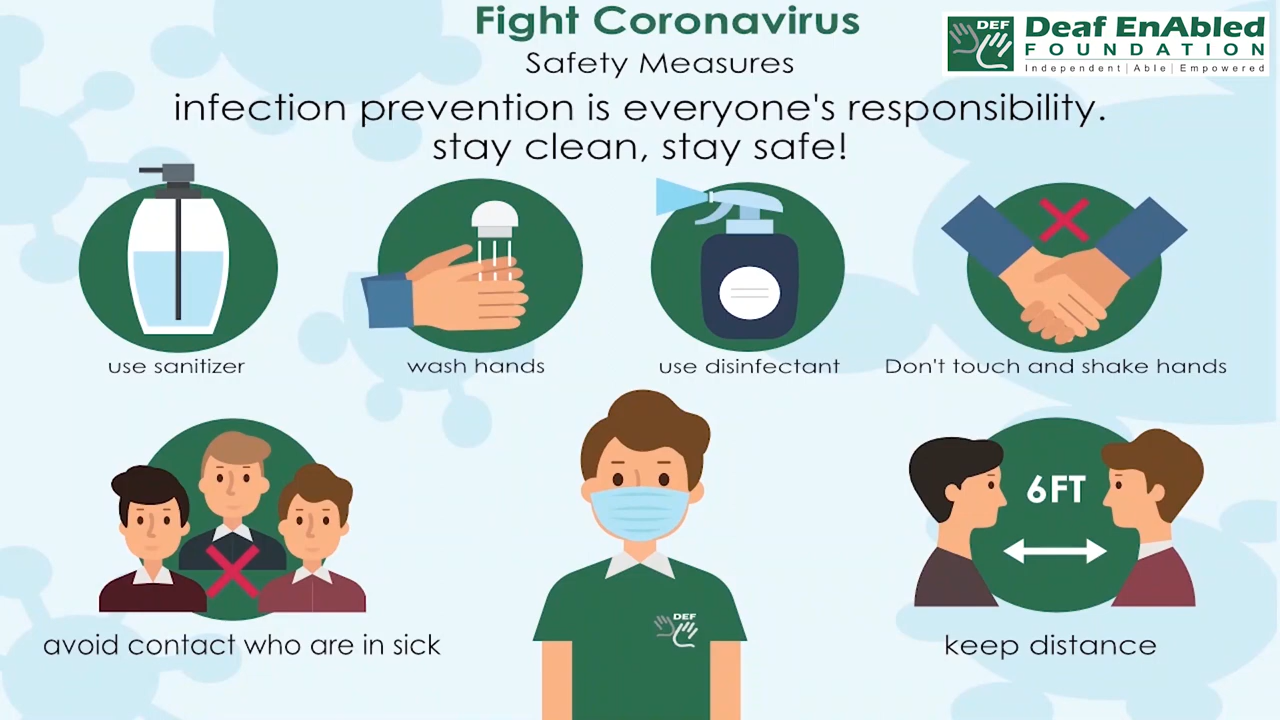 Fight Coronavirus
Safety Measures
DEF
Deaf EnAbled
FOUNDATION
Independent | Able | Empowered
infection prevention is everyone's responsibility.
stay clean, stay safe!
use sanitizer
wash hands
use disinfectant
Don't touch and shake hands
6FT
DEF
avoid contact who are in sick
keep distance